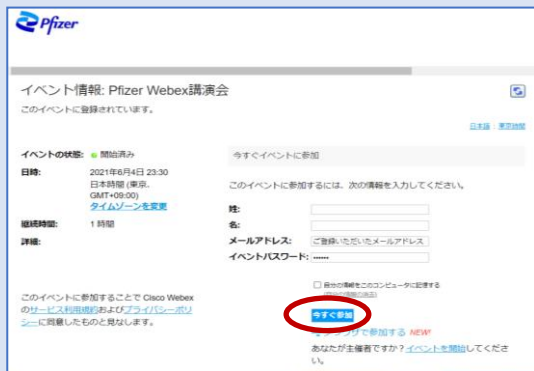 Pfizer
イベント情報: Pfizer Webex講演会
このイベントに登録されています。
日本語 : 東京時間
イベントの状態: 開始済み
日時: 2021年6月4日 23:30
日本時間 (東京、
GMT+09:00)
タイムゾーンを変更
継続時間: 1 時間
詳細:
このイベントに参加することで Cisco Webex
のサービス利用規約およびプライバシーポリ
シーに同意したものと見なします。
今すぐイベントに参加
このイベントに参加するには、次の情報を入力してください。
姓:
名:
メールアドレス: ご登録いただいたメールアドレス
イベントパスワード: ••••••
自分の情報をこのコンピュータに記憶する
今すぐ参加
で参加する NEW!
あなたが主催者ですか？イベントを開始してくださ
い。